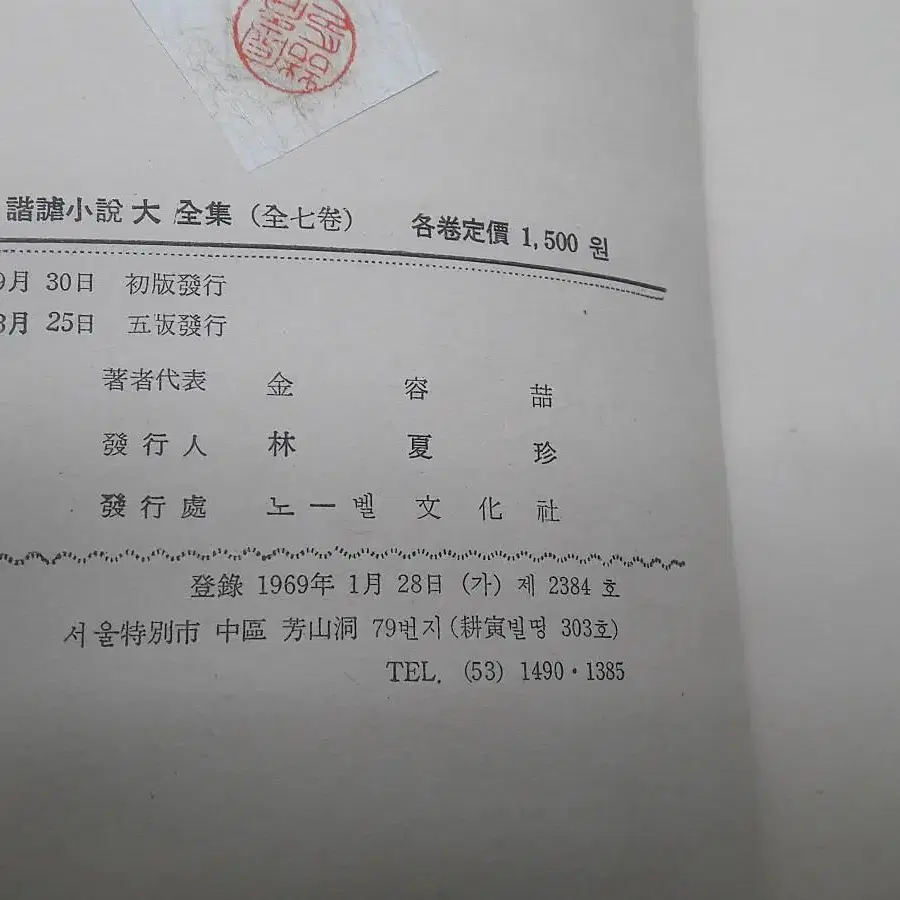 諧謔小說 大 全集 (全七卷) 各卷定價 1,500 원
9月 30日 初版發行
3月 25日 五版發行
著者代表 金 容 喆
發行人 林 夏 珍
發行處 노ー벨 文化社
登錄 1969年 1月 28日 (가) 제 2384 호
서울特別市 中區 芳山洞 79번지(耕寅빌띵 303호)
TEL. (53) 1490·1385